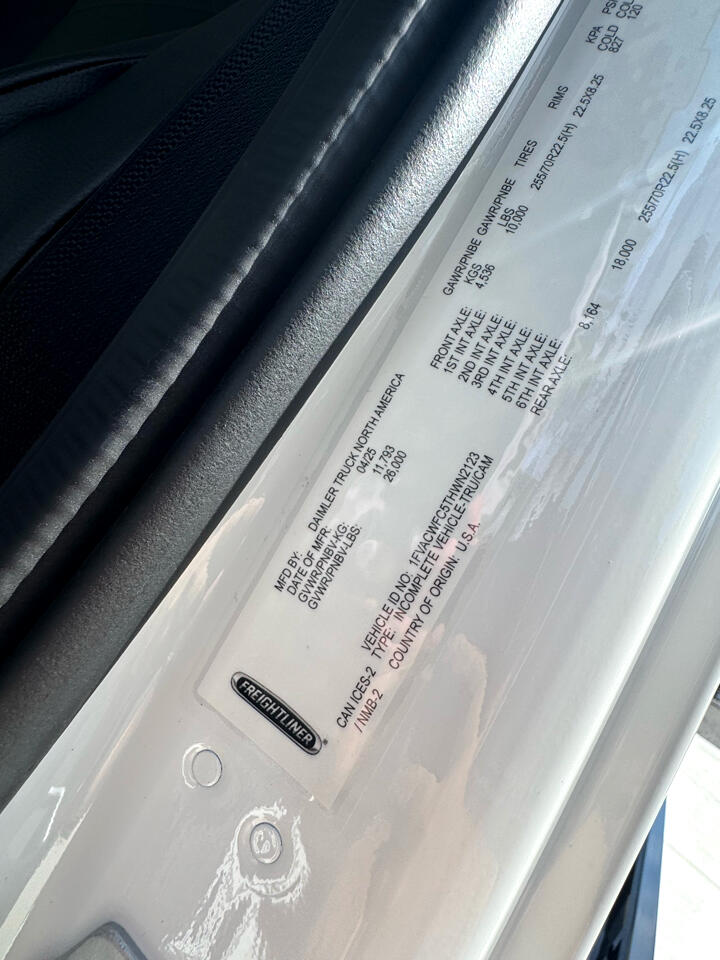 FREIGHTLINER
MFD BY: DAIMLER TRUCK NORTH AMERICA
DATE OF MFR: 04/25
GVWR/PNBV-KG: 11,793
GVWR/PNBV-LBS: 26,000
CAN ICES-2 VEHICLE ID NO: 1FVACWFC5THWN2123
/ NMB-2 TYPE: INCOMPLETE VEHICLE-TRU/CAM
COUNTRY OF ORIGIN: U.S.A.
GAWR/PNBE GAWR/PNBE TIRES RIMS KPA
KGS LBS COLD
FRONT AXLE: 4,536 10,000 255/70R22.5(H) 22.5X8.25 827 120
1ST INT AXLE:
2ND INT AXLE:
3RD INT AXLE:
4TH INT AXLE:
5TH INT AXLE:
6TH INT AXLE:
REAR AXLE: 8,164 18,000 255/70R22.5(H) 22.5X8.25